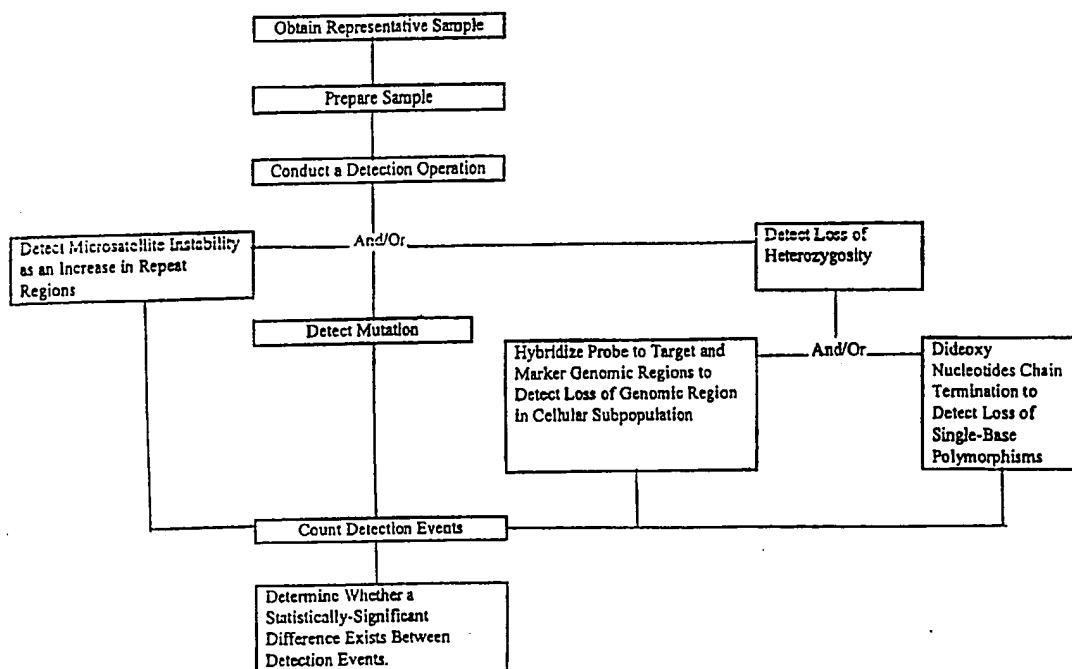 Obtain Representative Sample
Prepare Sample
Conduct a Detection Operation
And/Or
Detect Microsatellite Instability
as an Increase in Repeat
Regions
Detect Loss of
Heterozygosity
Detect Mutation
And/Or
Hybridize Probe to Target and
Marker Genomic Regions to
Detect Loss of Genomic Region
in Cellular Subpopulation
Dideoxy
Nucleotides Chain
Termination to
Detect Loss of
Single-Base
Polymorphisms
Count Detection Events
Determine Whether a
Statistically-Significant
Difference Exists Between
Detection Events.